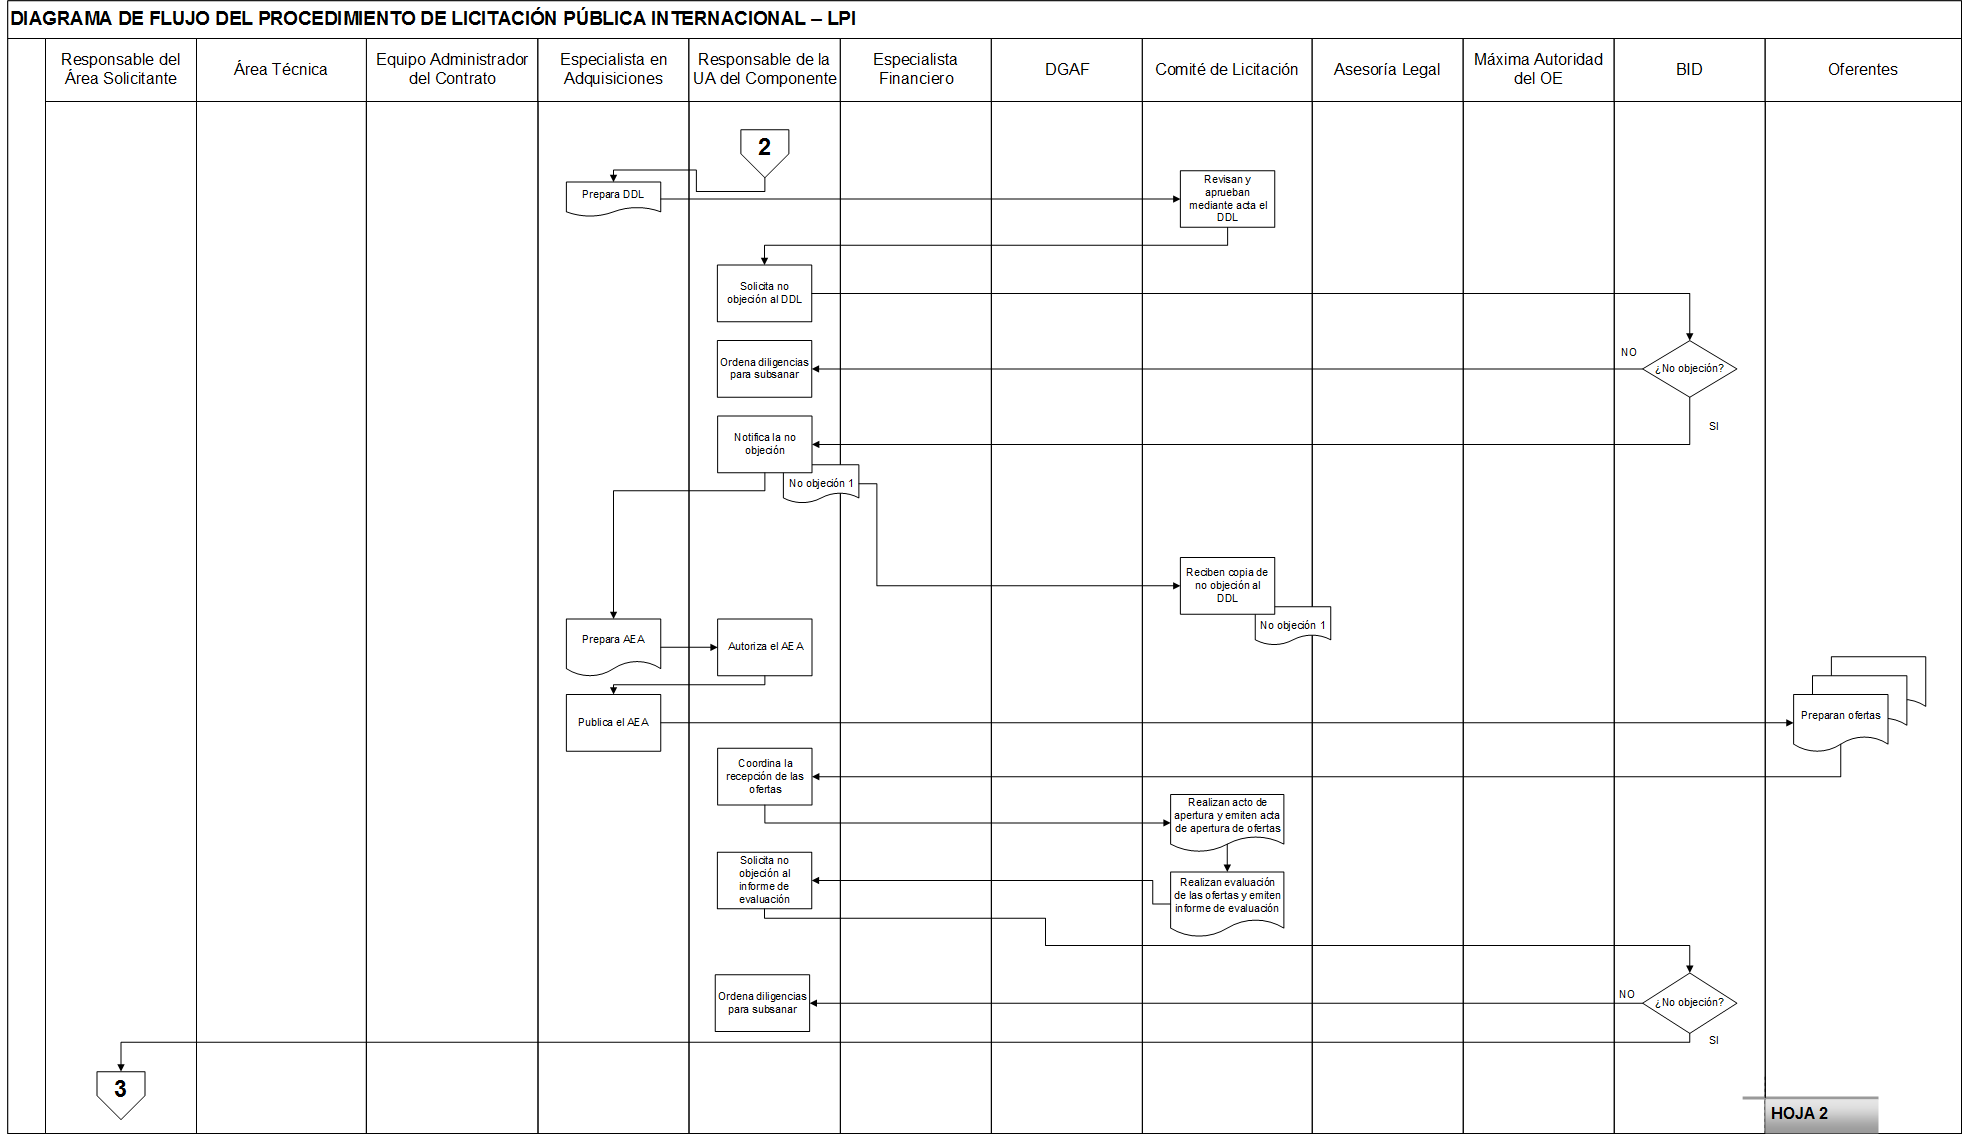 DIAGRAMA DE FLUJO DEL PROCEDIMIENTO DE LICITACIÓN PÚBLICA INTERNACIONAL – LPI
Responsable del
Área Solicitante
Área Técnica
Equipo Administrador
del Contrato
Especialista en
Adquisiciones
Responsable de la
UA del Componente
Especialista
Financiero
DGAF
Comité de Licitación
Asesoría Legal
Máxima Autoridad
del OE
BID
Oferentes
2
Prepara DDL
Revisan y
aprueban
mediante acta el
DDL
Solicita no
objeción al DDL
¿No objeción?
NO
SI
Ordena diligencias
para subsanar
Notifica la no
objeción
No objeción 1
Reciben copia de
no objeción al
DDL
No objeción 1
Prepara AEA
Autoriza el AEA
Publica el AEA
Preparan ofertas
Coordina la
recepción de las
ofertas
Realizan acto de
apertura y emiten acta
de apertura de ofertas
Realizan evaluación
de las ofertas y emiten
informe de evaluación
Solicita no
objeción al
informe de
evaluación
¿No objeción?
NO
SI
Ordena diligencias
para subsanar
3
HOJA 2